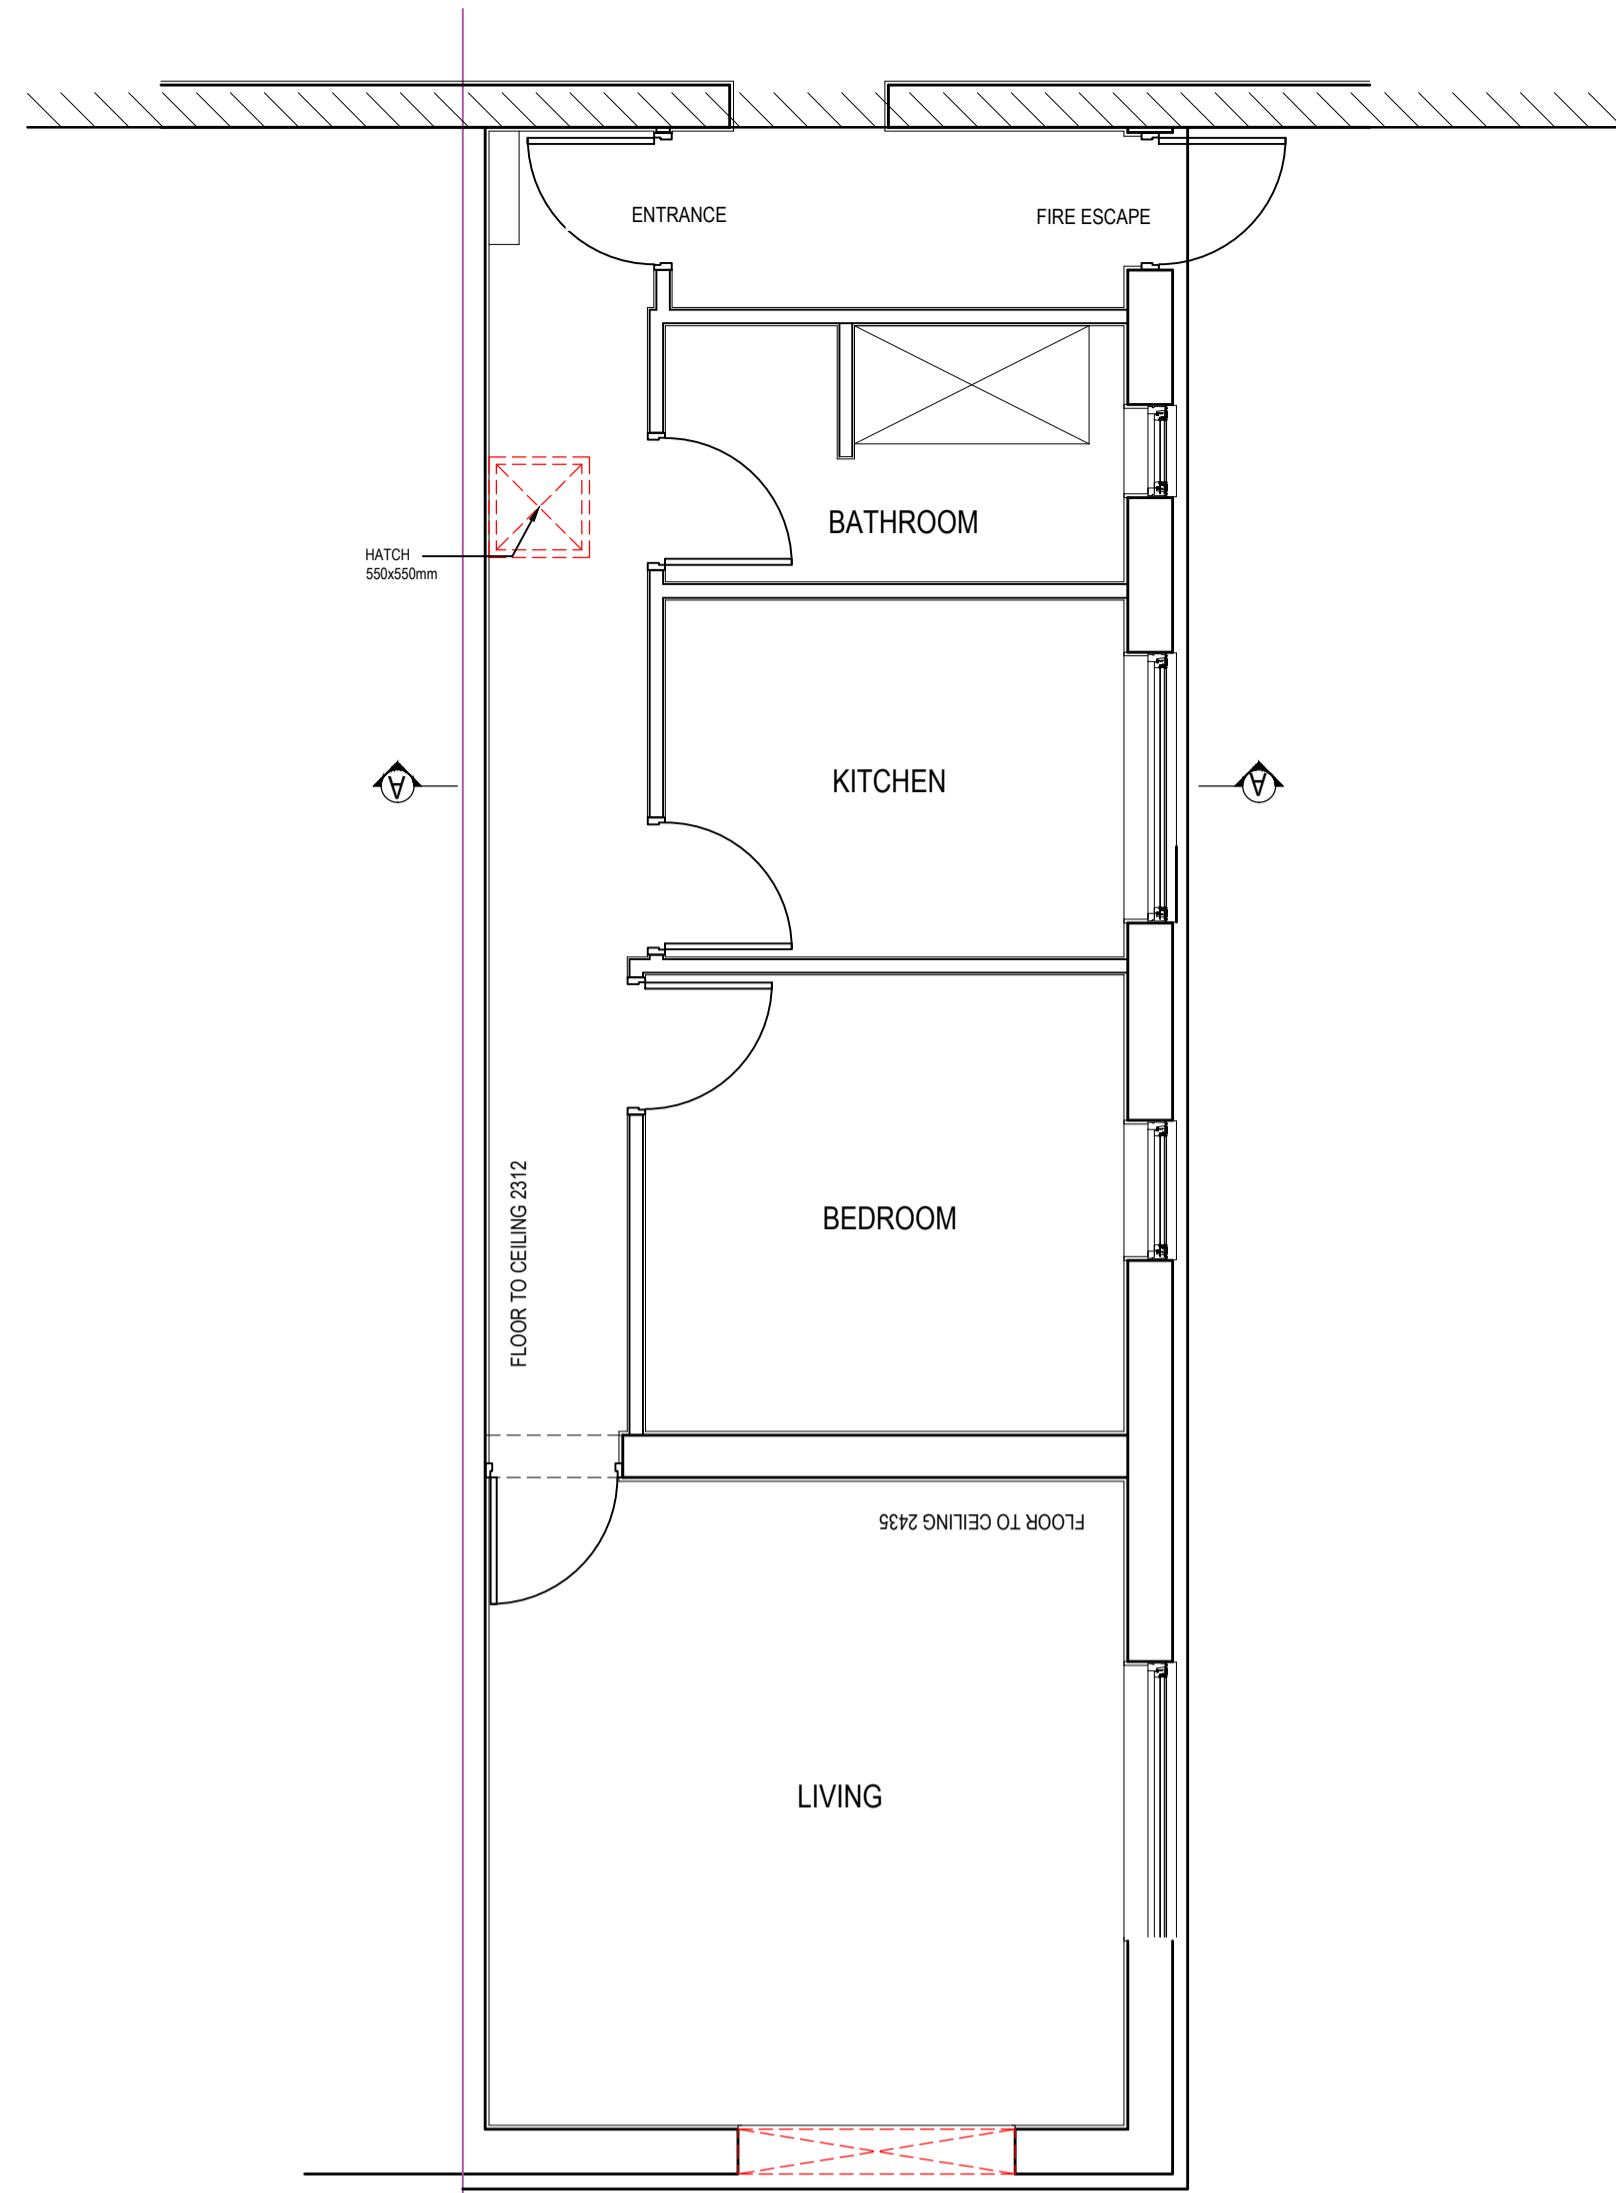 ENTRANCE
FIRE ESCAPE
BATHROOM
HATCH
550x550mm
KITCHEN
A
A
BEDROOM
FLOOR TO CEILING 2312
FLOOR TO CEILING 2435
LIVING